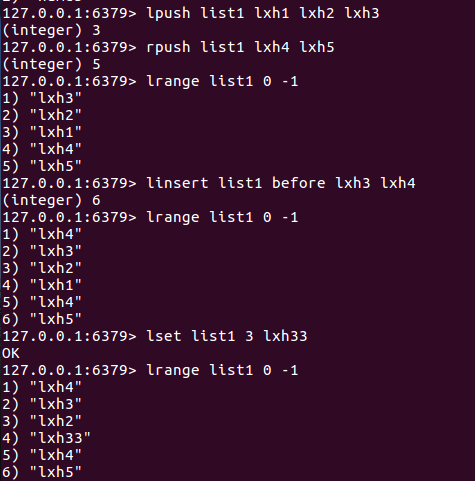 127.0.0.1:6379> lpush list1 lxh1 lxh2 lxh3
(integer) 3
127.0.0.1:6379> rpush list1 lxh4 lxh5
(integer) 5
127.0.0.1:6379> lrange list1 0 -1
1) "lxh3"
2) "lxh2"
3) "lxh1"
4) "lxh4"
5) "lxh5"
127.0.0.1:6379> linsert list1 before lxh3 lxh4
(integer) 6
127.0.0.1:6379> lrange list1 0 -1
1) "lxh4"
2) "lxh3"
3) "lxh2"
4) "lxh1"
5) "lxh4"
6) "lxh5"
127.0.0.1:6379> lset list1 3 lxh33
OK
127.0.0.1:6379> lrange list1 0 -1
1) "lxh4"
2) "lxh3"
3) "lxh2"
4) "lxh33"
5) "lxh4"
6) "lxh5"